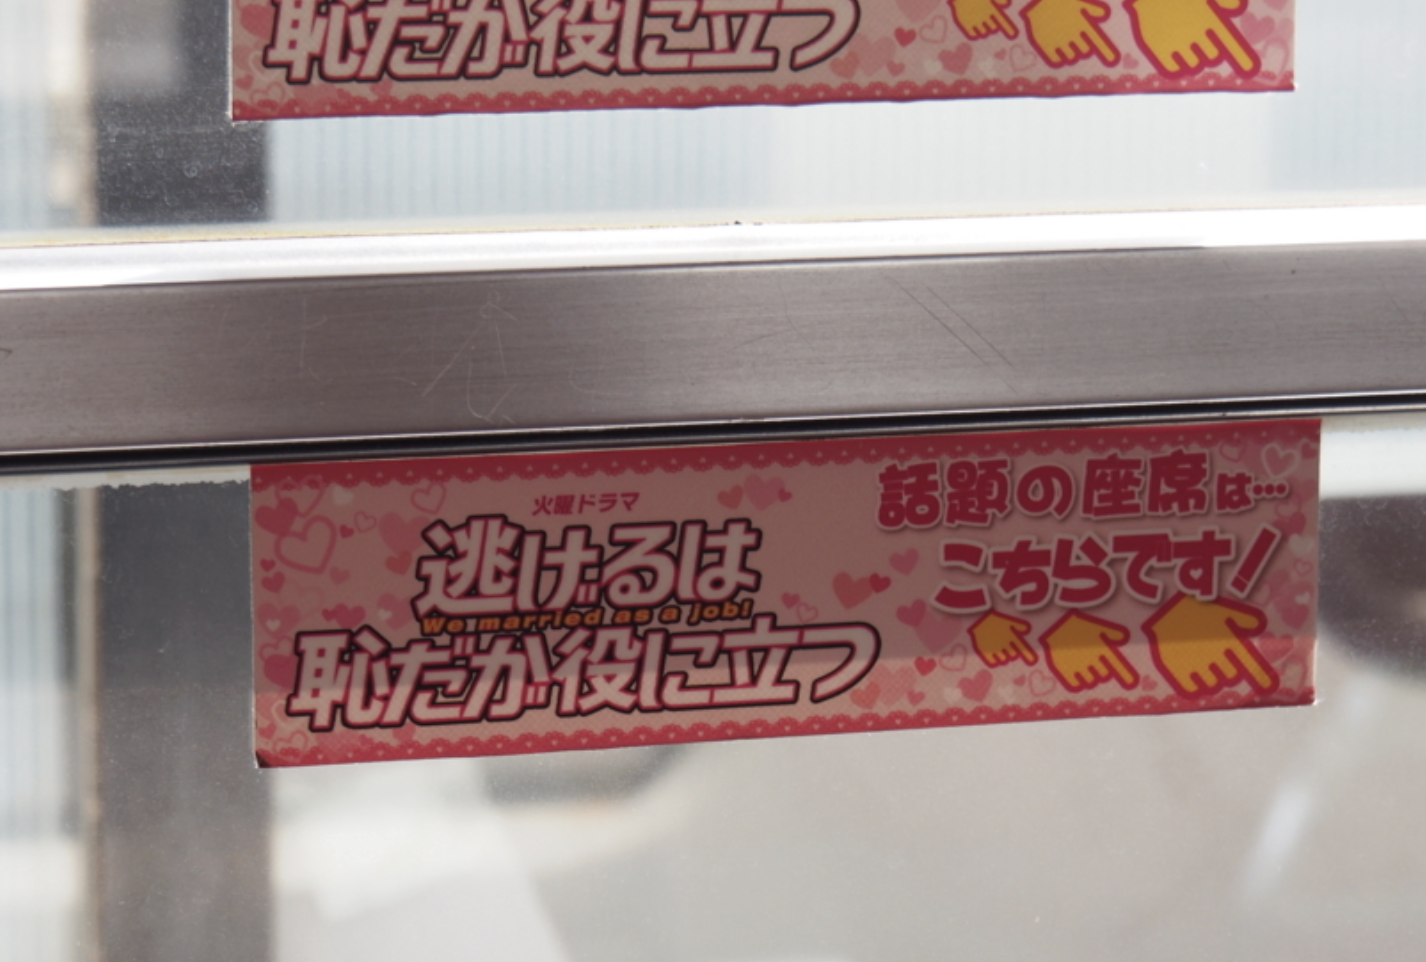 恥だが役に立つ
火曜ドラマ
逃げるは
We married as a job!
恥だが役に立つ
話題の座席は…
こちらです!